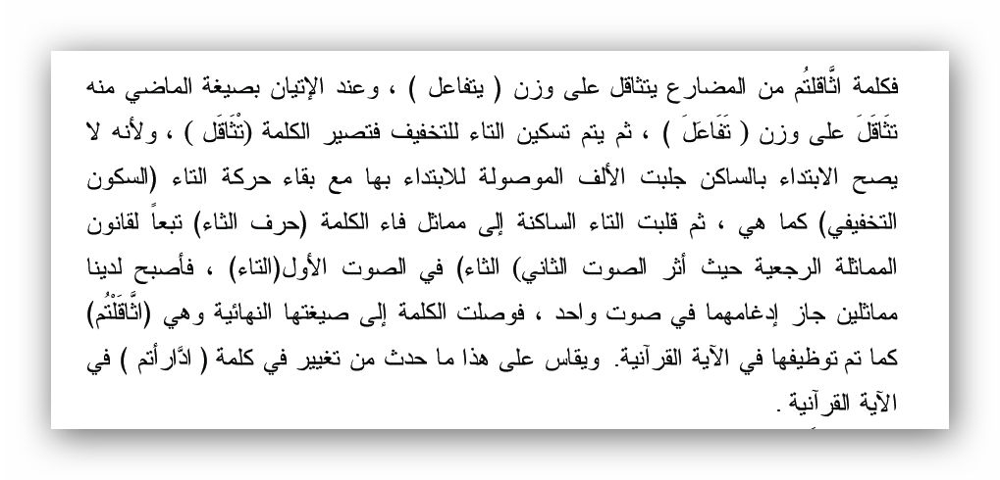 فكلمة اثَّاقلتُم من المضارع يتثاقل على وزن ( يتفاعل ) ، وعند الإتيان بصيغة الماضي منه
تثَاقَلَ على وزن ( تَفَاعَلَ ) ، ثم يتم تسكين التاء للتخفيف فتصير الكلمة (تْثَاقَل ) ، ولأنه لا
يصح الابتداء بالساكن جلبت الألف الموصولة للابتداء بها مع بقاء حركة التاء (السكون
التخفيفي) كما هي ، ثم قلبت التاء الساكنة إلى مماثل فاء الكلمة (حرف الثاء) تبعاً لقانون
المماثلة الرجعية حيث أثر الصوت الثاني) الثاء) في الصوت الأول(التاء) ، فأصبح لدينا
مماثلين جاز إدغامهما في صوت واحد ، فوصلت الكلمة إلى صيغتها النهائية وهي (اثَّاقَلْتُم)
كما تم توظيفها في الآية القرآنية. ويقاس على هذا ما حدث من تغيير في كلمة ( ادَّارأتم ) في
الآية القرآنية .